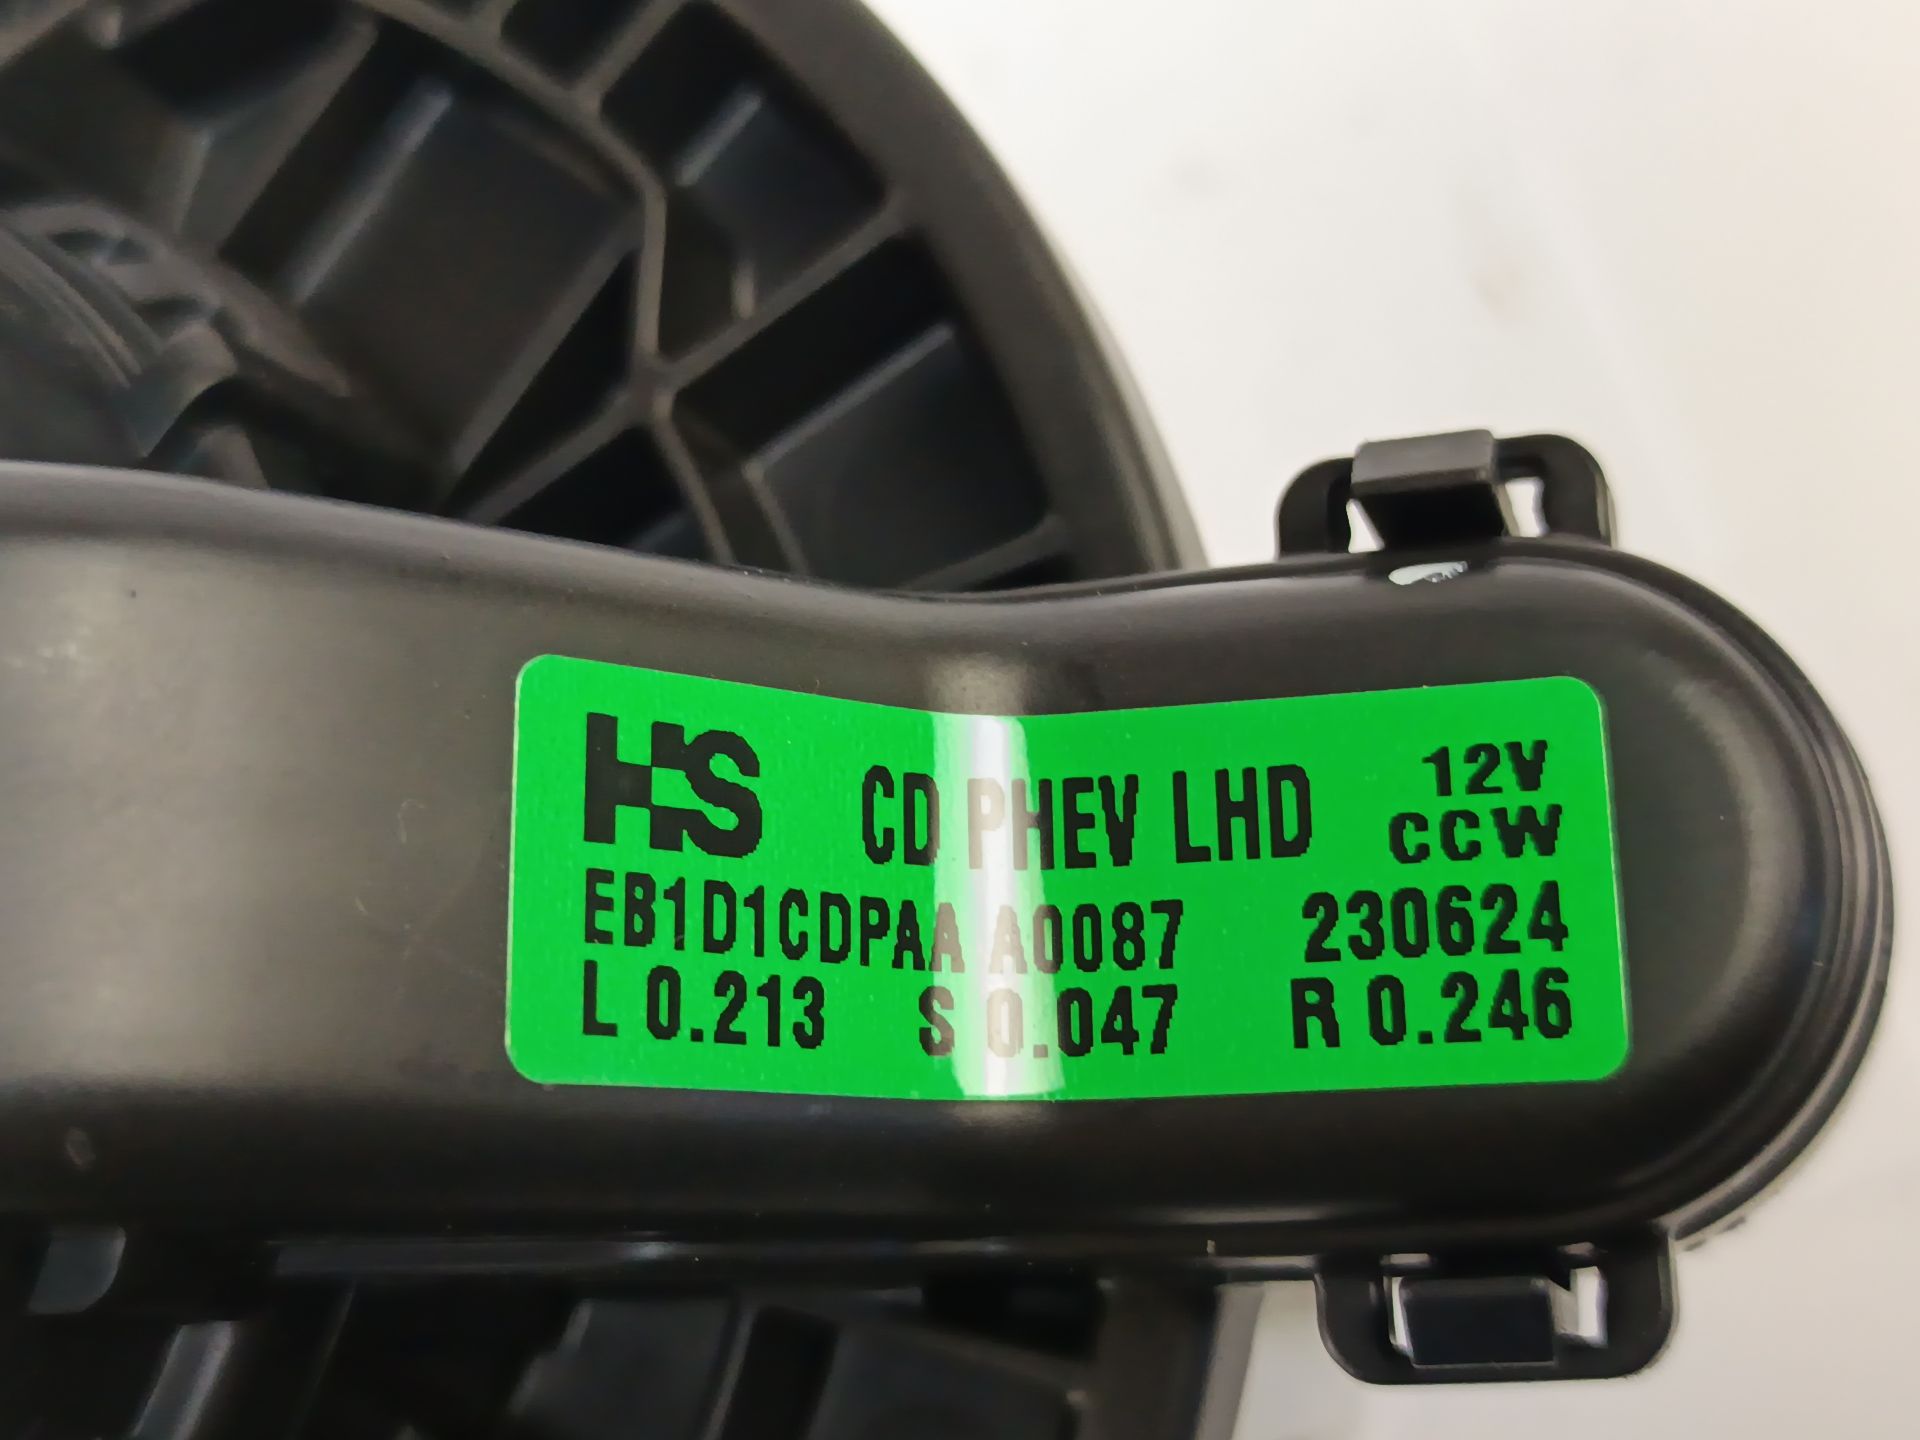 HS CD PHEV LHD 12V
CCW
EB1D1CDPAA A0087 230624
L 0.213 S 0.047 R 0.246